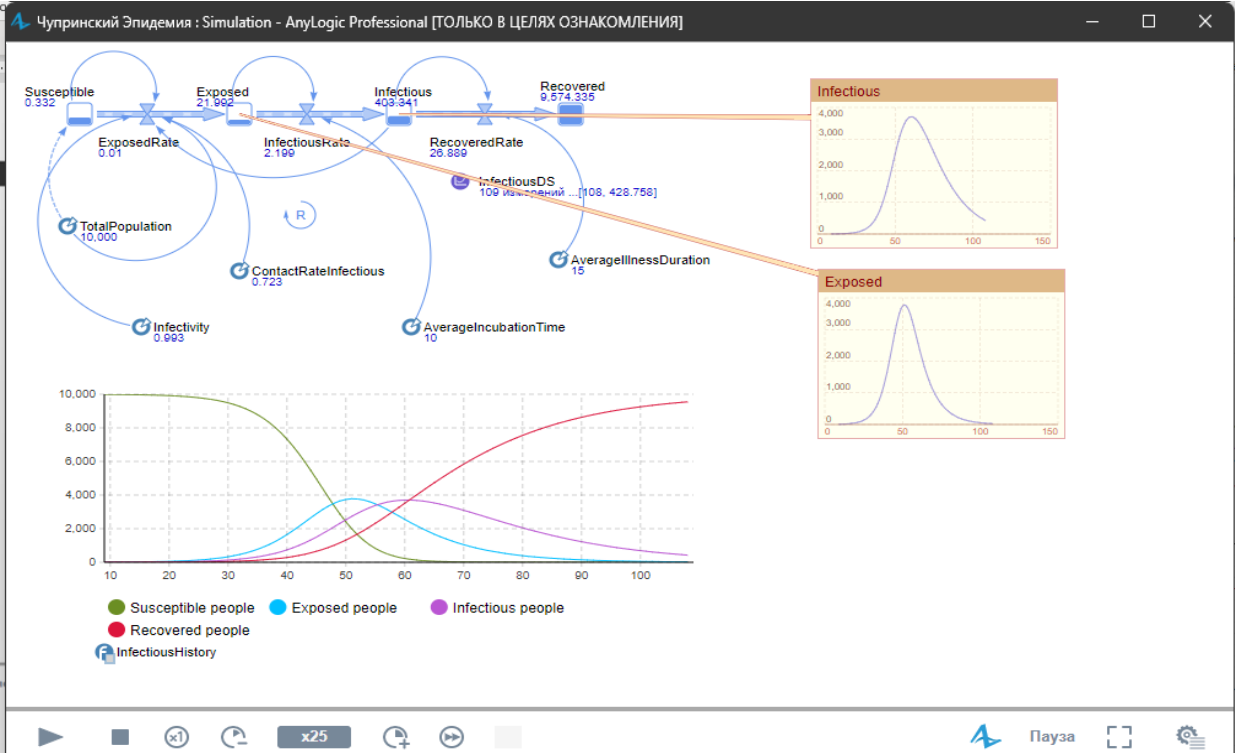 Чупринский Эпидемия : Simulation - AnyLogic Professional [ТОЛЬКО В ЦЕЛЯХ ОЗНАКОМЛЕНИЯ]
Susceptible
0.332
Exposed
21.992
Infectious
403.341
Recovered
9,574.335
ExposedRate
0.01
InfectiousRate
2.199
RecoveredRate
26.889
InfectiousDS
109 измерений ...[108, 428.758]
R
TotalPopulation
10,000
ContactRateInfectious
0.723
AverageIllnessDuration
15
Infectivity
0.993
AverageIncubationTime
10
Infectious
4,000
3,000
2,000
1,000
0
0 50 100 150
Exposed
4,000
3,000
2,000
1,000
0
0 50 100 150
10,000
8,000
6,000
4,000
2,000
0
10 20 30 40 50 60 70 80 90 100
Susceptible people Exposed people Infectious people
Recovered people
F InfectiousHistory
x1 x25 Пауза